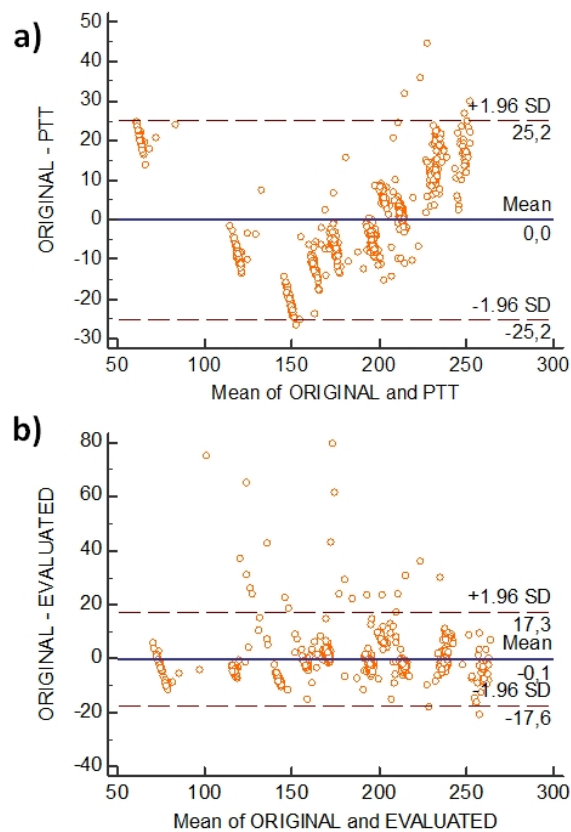 a)
50
40
30
20
10
0
-10
-20
-30
ORIGINAL - PTT
+1.96 SD
25,2
Mean
0,0
-1.96 SD
-25,2
50 100 150 200 250 300
Mean of ORIGINAL and PTT
b)
80
60
40
20
0
-20
-40
ORIGINAL - EVALUATED
+1.96 SD
17,3
Mean
-0,1
-1.96 SD
-17,6
50 100 150 200 250 300
Mean of ORIGINAL and EVALUATED